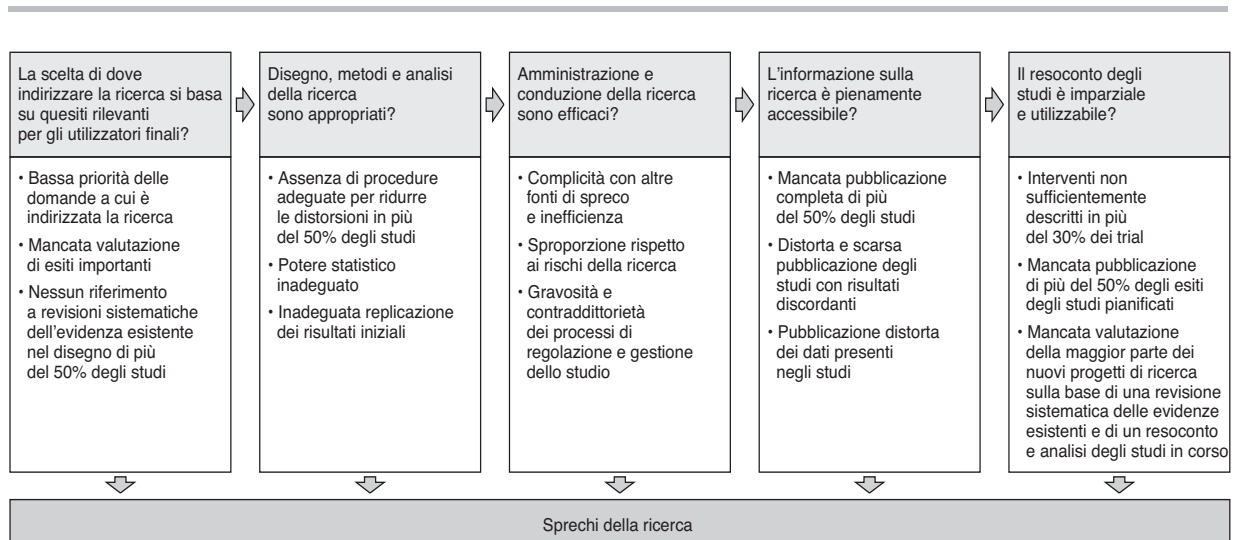 La scelta di dove
indirizzare la ricerca si basa
su quesiti rilevanti
per gli utilizzatori finali?
• Bassa priorità delle
domande a cui è
indirizzata la ricerca
• Mancata valutazione
di esiti importanti
• Nessun riferimento
a revisioni sistematiche
dell'evidenza esistente
nel disegno di più
del 50% degli studi
Disegno, metodi e analisi
della ricerca
sono appropriati?
• Assenza di procedure
adeguate per ridurre
le distorsioni in più
del 50% degli studi
• Potere statistico
inadeguato
• Inadeguata replicazione
dei risultati iniziali
Amministrazione e
conduzione della ricerca
sono efficaci?
• Complicità con altre
fonti di spreco
e inefficienza
• Sproporzione rispetto
ai rischi della ricerca
• Gravosità e
contraddittorietà
dei processi di
regolazione e gestione
dello studio
L'informazione sulla
ricerca è pienamente
accessibile?
• Mancata pubblicazione
completa di più
del 50% degli studi
• Distorta e scarsa
pubblicazione degli
studi con risultati
discordanti
• Pubblicazione distorta
dei dati presenti
negli studi
Il resoconto degli
studi è imparziale
e utilizzabile?
• Interventi non
sufficientemente
descritti in più
del 30% dei trial
• Mancata pubblicazione
di più del 50% degli esiti
degli studi pianificati
• Mancata valutazione
della maggior parte dei
nuovi progetti di ricerca
sulla base di una revisione
sistematica delle evidenze
esistenti e di un resoconto
e analisi degli studi in corso
Sprechi della ricerca